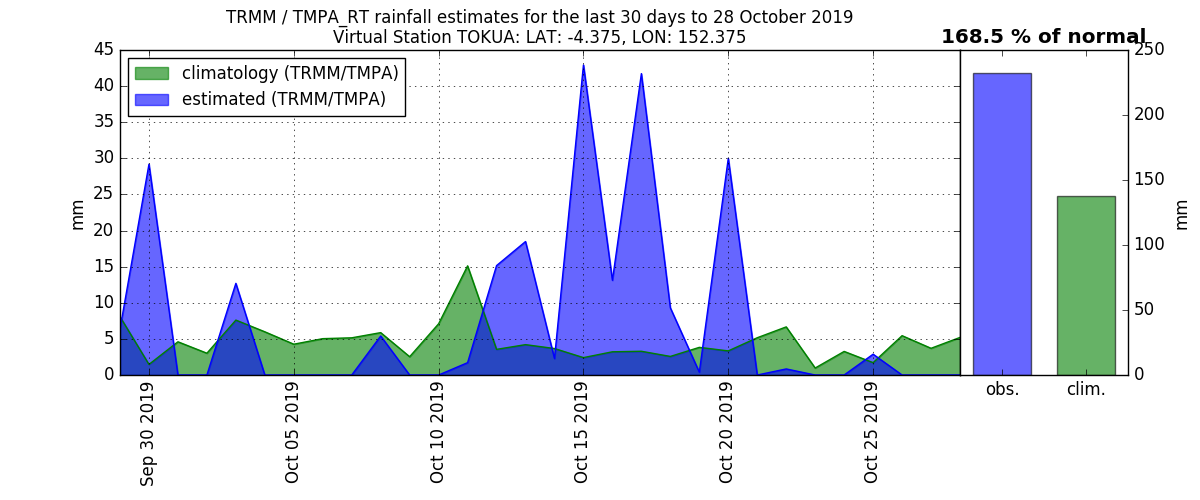 TRMM / TMPA_RT rainfall estimates for the last 30 days to 28 October 2019
Virtual Station TOKUA: LAT: -4.375, LON: 152.375
168.5 % of normal
climatology (TRMM/TMPA)
estimated (TRMM/TMPA)
45
40
35
30
25
20
15
10
5
0
mm
Sep 30 2019
Oct 05 2019
Oct 10 2019
Oct 15 2019
Oct 20 2019
Oct 25 2019
250
200
150
100
50
0
mm
obs.
clim.